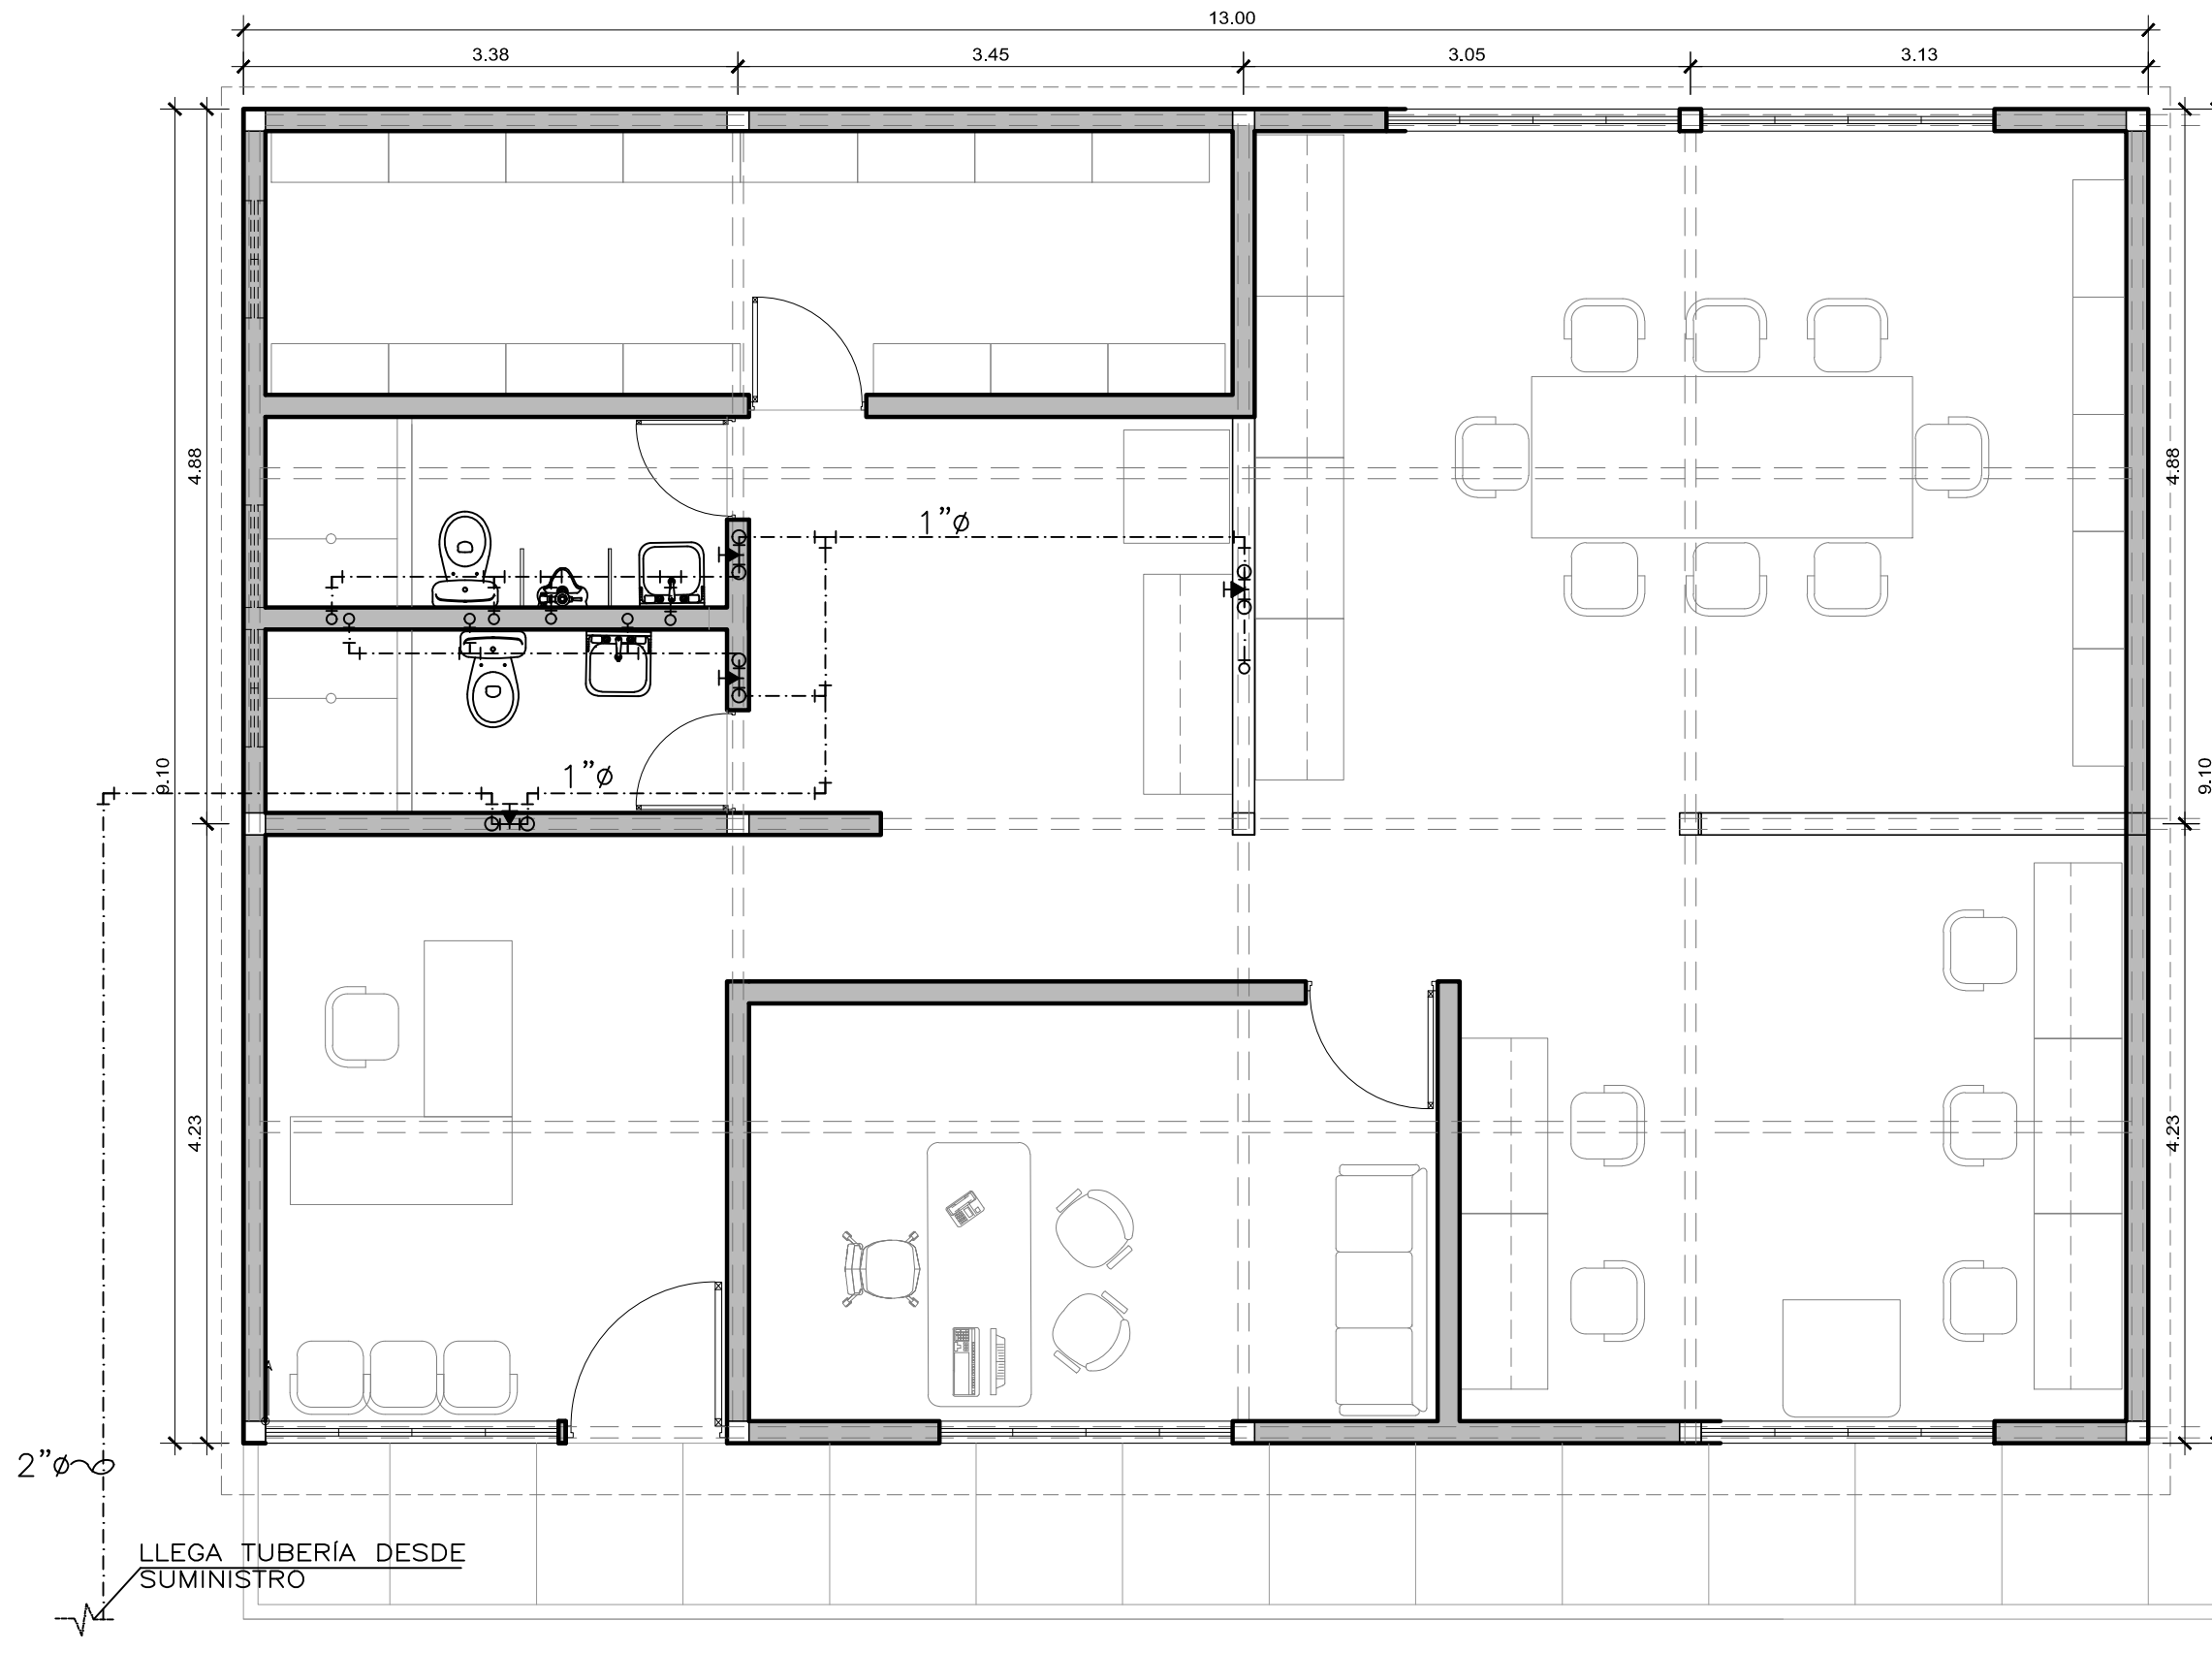 13.00
3.38
3.45
3.05
3.13
4.88
4.88
1"ø
9.10
9.10
1"ø
4.23
4.23
2"ø
LLEGA TUBERÍA DESDE
SUMINISTRO